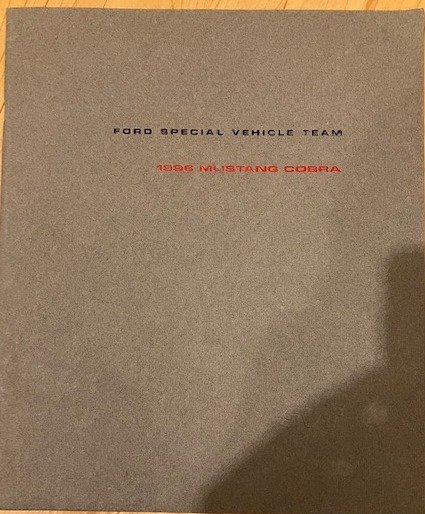 FORD SPECIAL VEHICLE TEAM
1996 MUSTANG COBRA